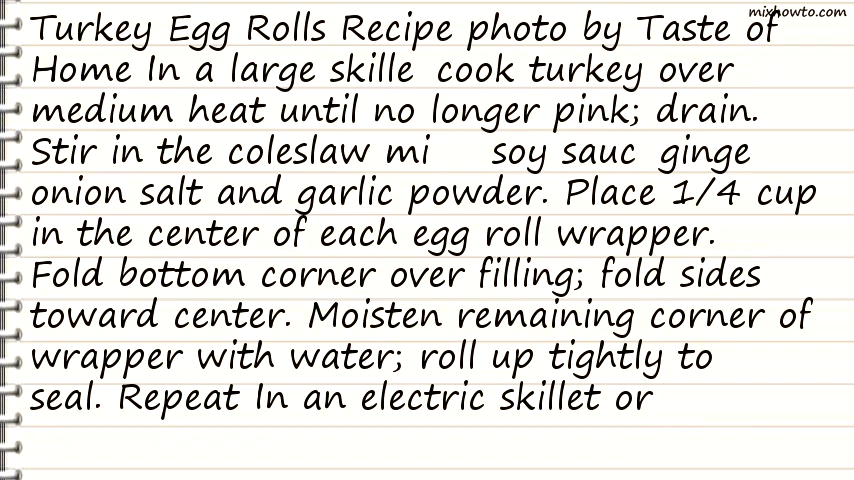 mixhowto.com
Turkey Egg Rolls Recipe photo by Taste of
Home In a large skille cook turkey over
medium heat until no longer pink; drain.
Stir in the coleslaw mi soy sauc ginge
onion salt and garlic powder. Place 1/4 cup
in the center of each egg roll wrapper.
Fold bottom corner over filling; fold sides
toward center. Moisten remaining corner of
wrapper with water; roll up tightly to
seal. Repeat In an electric skillet or